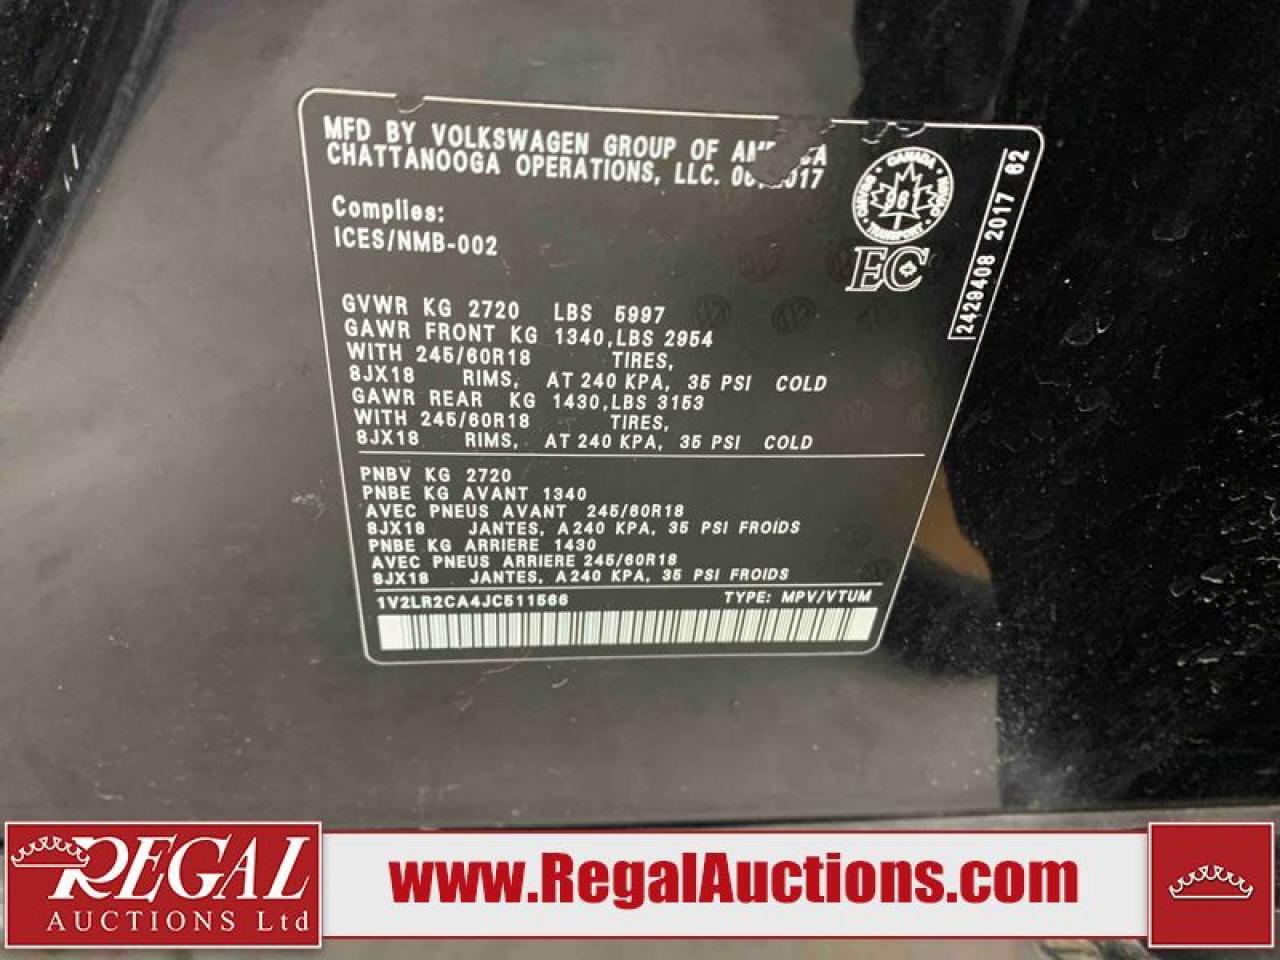 MFD BY VOLKSWAGEN GROUP OF
CHATTANOOGA OPERATIONS, LLC.
Complies:
ICES/NMB-002
CANADA
TRANSPORT
EC
2429408 2017 62
GVWR KG 2720 LBS 5997
GAWR FRONT KG 1340,LBS 2954
WITH 245/60R18 TIRES,
8JX18 RIMS, AT 240 KPA, 35 PSI COLD
GAWR REAR KG 1430,LBS 3153
WITH 245/60R18 TIRES,
8JX18 RIMS, AT 240 KPA, 35 PSI COLD
PNBV KG 2720
PNBE KG AVANT 1340
AVEC PNEUS AVANT 245/60R18
8JX18 JANTES, A 240 KPA, 35 PSI FROIDS
PNBE KG ARRIERE 1430
AVEC PNEUS ARRIERE 245/60R18
8JX18 JANTES, A 240 KPA, 35 PSI FROIDS
1V2LR2CA4JC511566 TYPE: MPV/VTUM
REGAL
AUCTIONS Ltd
www.RegalAuctions.com